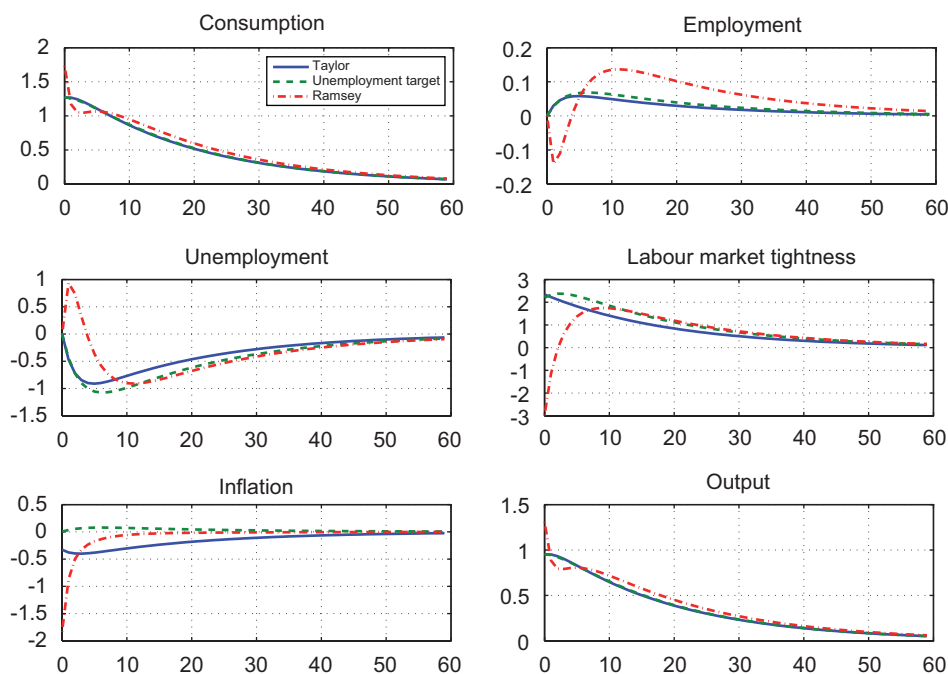 Consumption
2
1.5
1
0.5
0
0 10 20 30 40 50 60
Taylor
Unemployment target
Ramsey
Employment
0.2
0.1
0
-0.1
-0.2
0 10 20 30 40 50 60
Unemployment
1
0.5
0
-0.5
-1
-1.5
0 10 20 30 40 50 60
Labour market tightness
3
2
1
0
-1
-2
-3
0 10 20 30 40 50 60
Inflation
0.5
0
-0.5
-1
-1.5
-2
0 10 20 30 40 50 60
Output
1.5
1
0.5
0
0 10 20 30 40 50 60